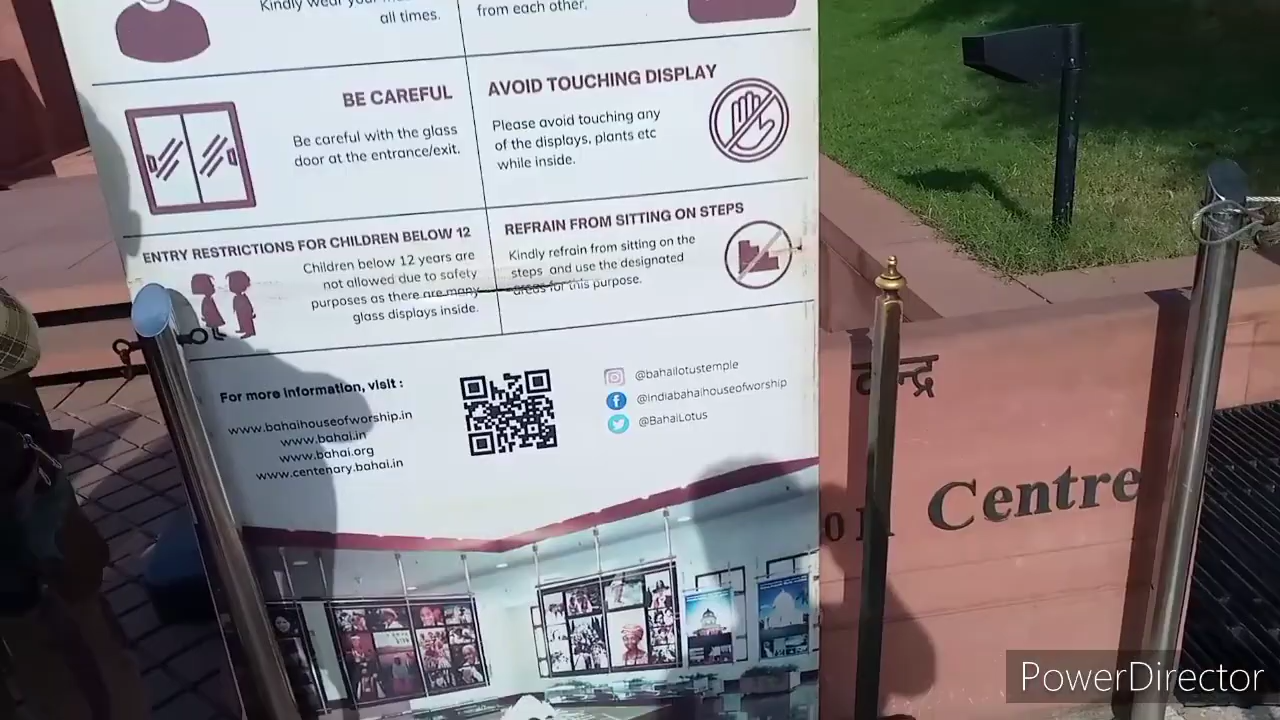 Kindly wear your
all times.
from each other.
BE CAREFUL
Be careful with the glass
door at the entrance/exit.
AVOID TOUCHING DISPLAY
Please avoid touching any
of the displays, plants etc
while inside.
ENTRY RESTRICTIONS FOR CHILDREN BELOW 12
Children below 12 years are
not allowed due to safety
purposes as there are many
glass displays inside.
REFRAIN FROM SITTING ON STEPS
Kindly refrain from sitting on the
steps and use the designated
areas for this purpose.
For more information, visit :
www.bahaihouseofworship.in
www.bahai.in
www.bahai.org
www.centenary.bahai.in
@bahailotustemple
@indiabahaihouseofworship
@BahaiLotus
Centre
PowerDirector